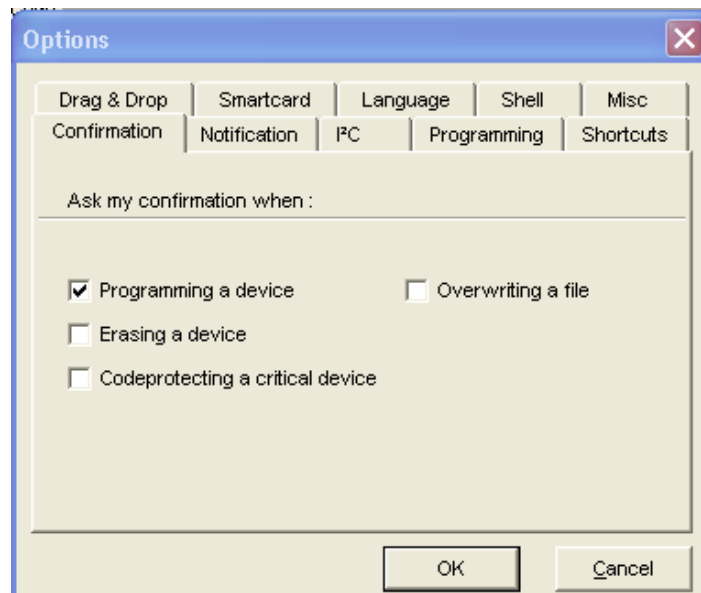 Options
Drag & Drop Smartcard Language Shell Misc
Confirmation Notification I²C Programming Shortcuts
Ask my confirmation when :
Programming a device Overwriting a file
Erasing a device
Codeprotecting a critical device
OK Cancel